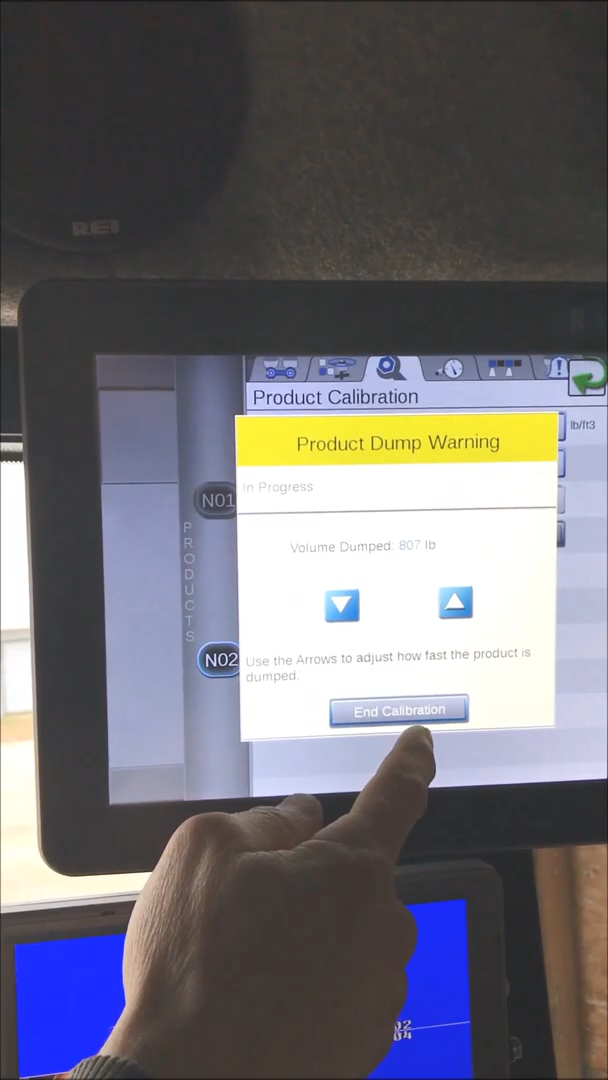 REI
Product Calibration
lb/ft3
Product Dump Warning
In Progress
N01
Volume Dumped: 807 lb
PRODUCTS
N02
Use the Arrows to adjust how fast the product is
dumped.
End Calibration